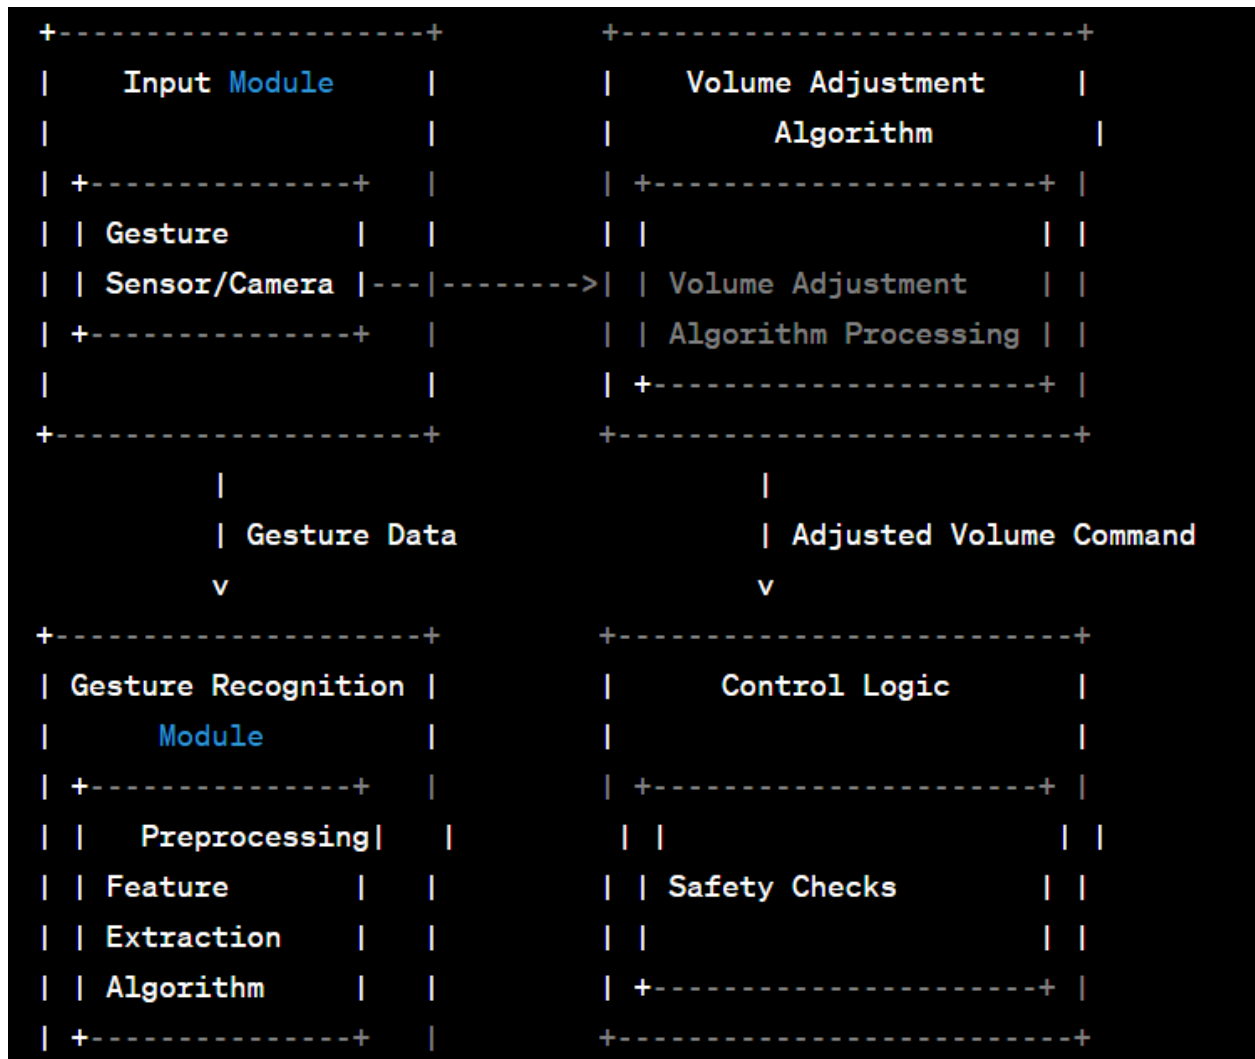 +---------------------+         +--------------------------+
|    Input Module     |         |    Volume Adjustment     |
|                     |         |         Algorithm         |
| +---------------+   |         | +----------------------+ |
| | Gesture       |   |         | |                      | |
| | Sensor/Camera |---|-------->| | Volume Adjustment    | |
| +---------------+   |         | | Algorithm Processing | |
|                     |         | +----------------------+ |
+---------------------+         +--------------------------+
          |                              |
          | Gesture Data                 | Adjusted Volume Command
          v                              v
+---------------------+         +--------------------------+
| Gesture Recognition |         |      Control Logic       |
|      Module         |         |                          |
| +---------------+   |         | +----------------------+ |
| |   Preprocessing|   |         | |                      | |
| | Feature       |   |         | | Safety Checks        | |
| | Extraction    |   |         | |                      | |
| | Algorithm     |   |         | +----------------------+ |
| +---------------+   |         +--------------------------+